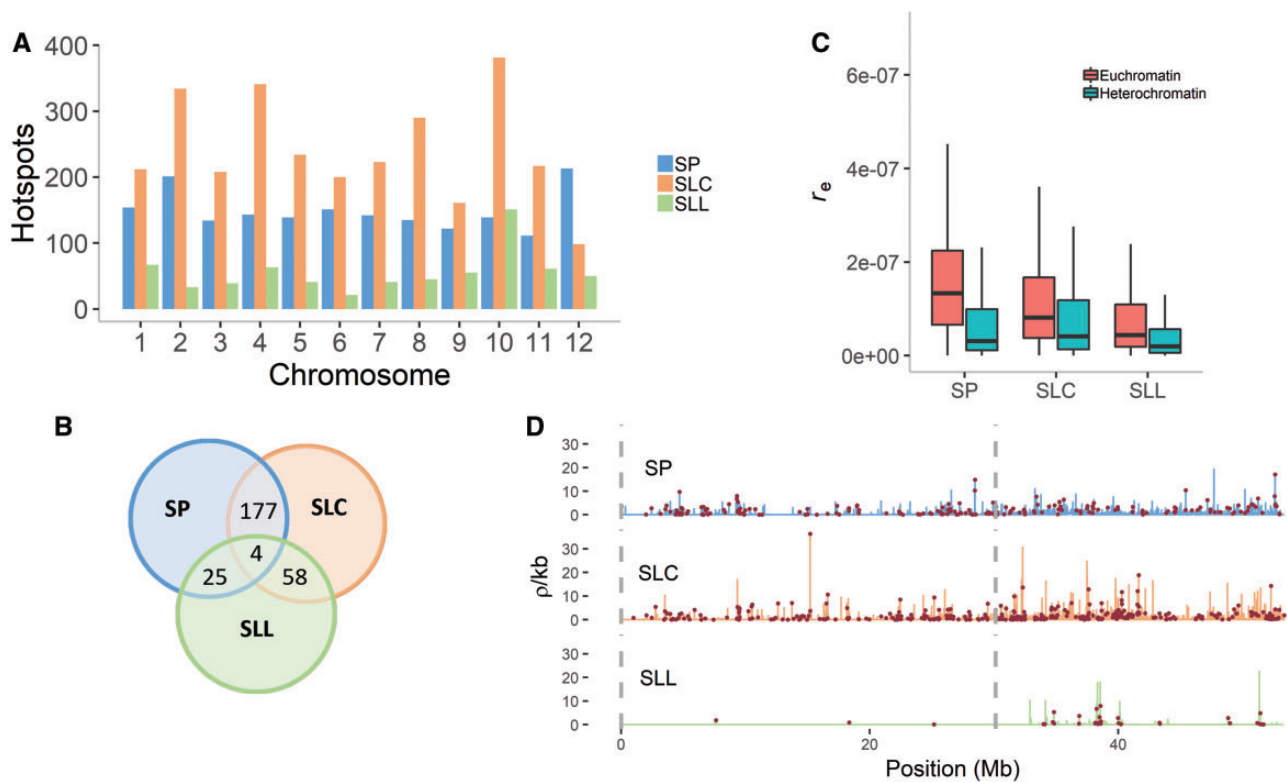 A
400
300
200
100
0
Hotspots
1 2 3 4 5 6 7 8 9 10 11 12
Chromosome
SP
SLC
SLL
B
SP
177
SLC
4
25
58
SLL
C
6e-07
4e-07
2e-07
0e+00
re
Euchromatin
Heterochromatin
SP SLC SLL
D
30
20
10
0
SP
30
20
10
0
SLC
30
20
10
0
SLL
ρ/kb
0 20 40
Position (Mb)